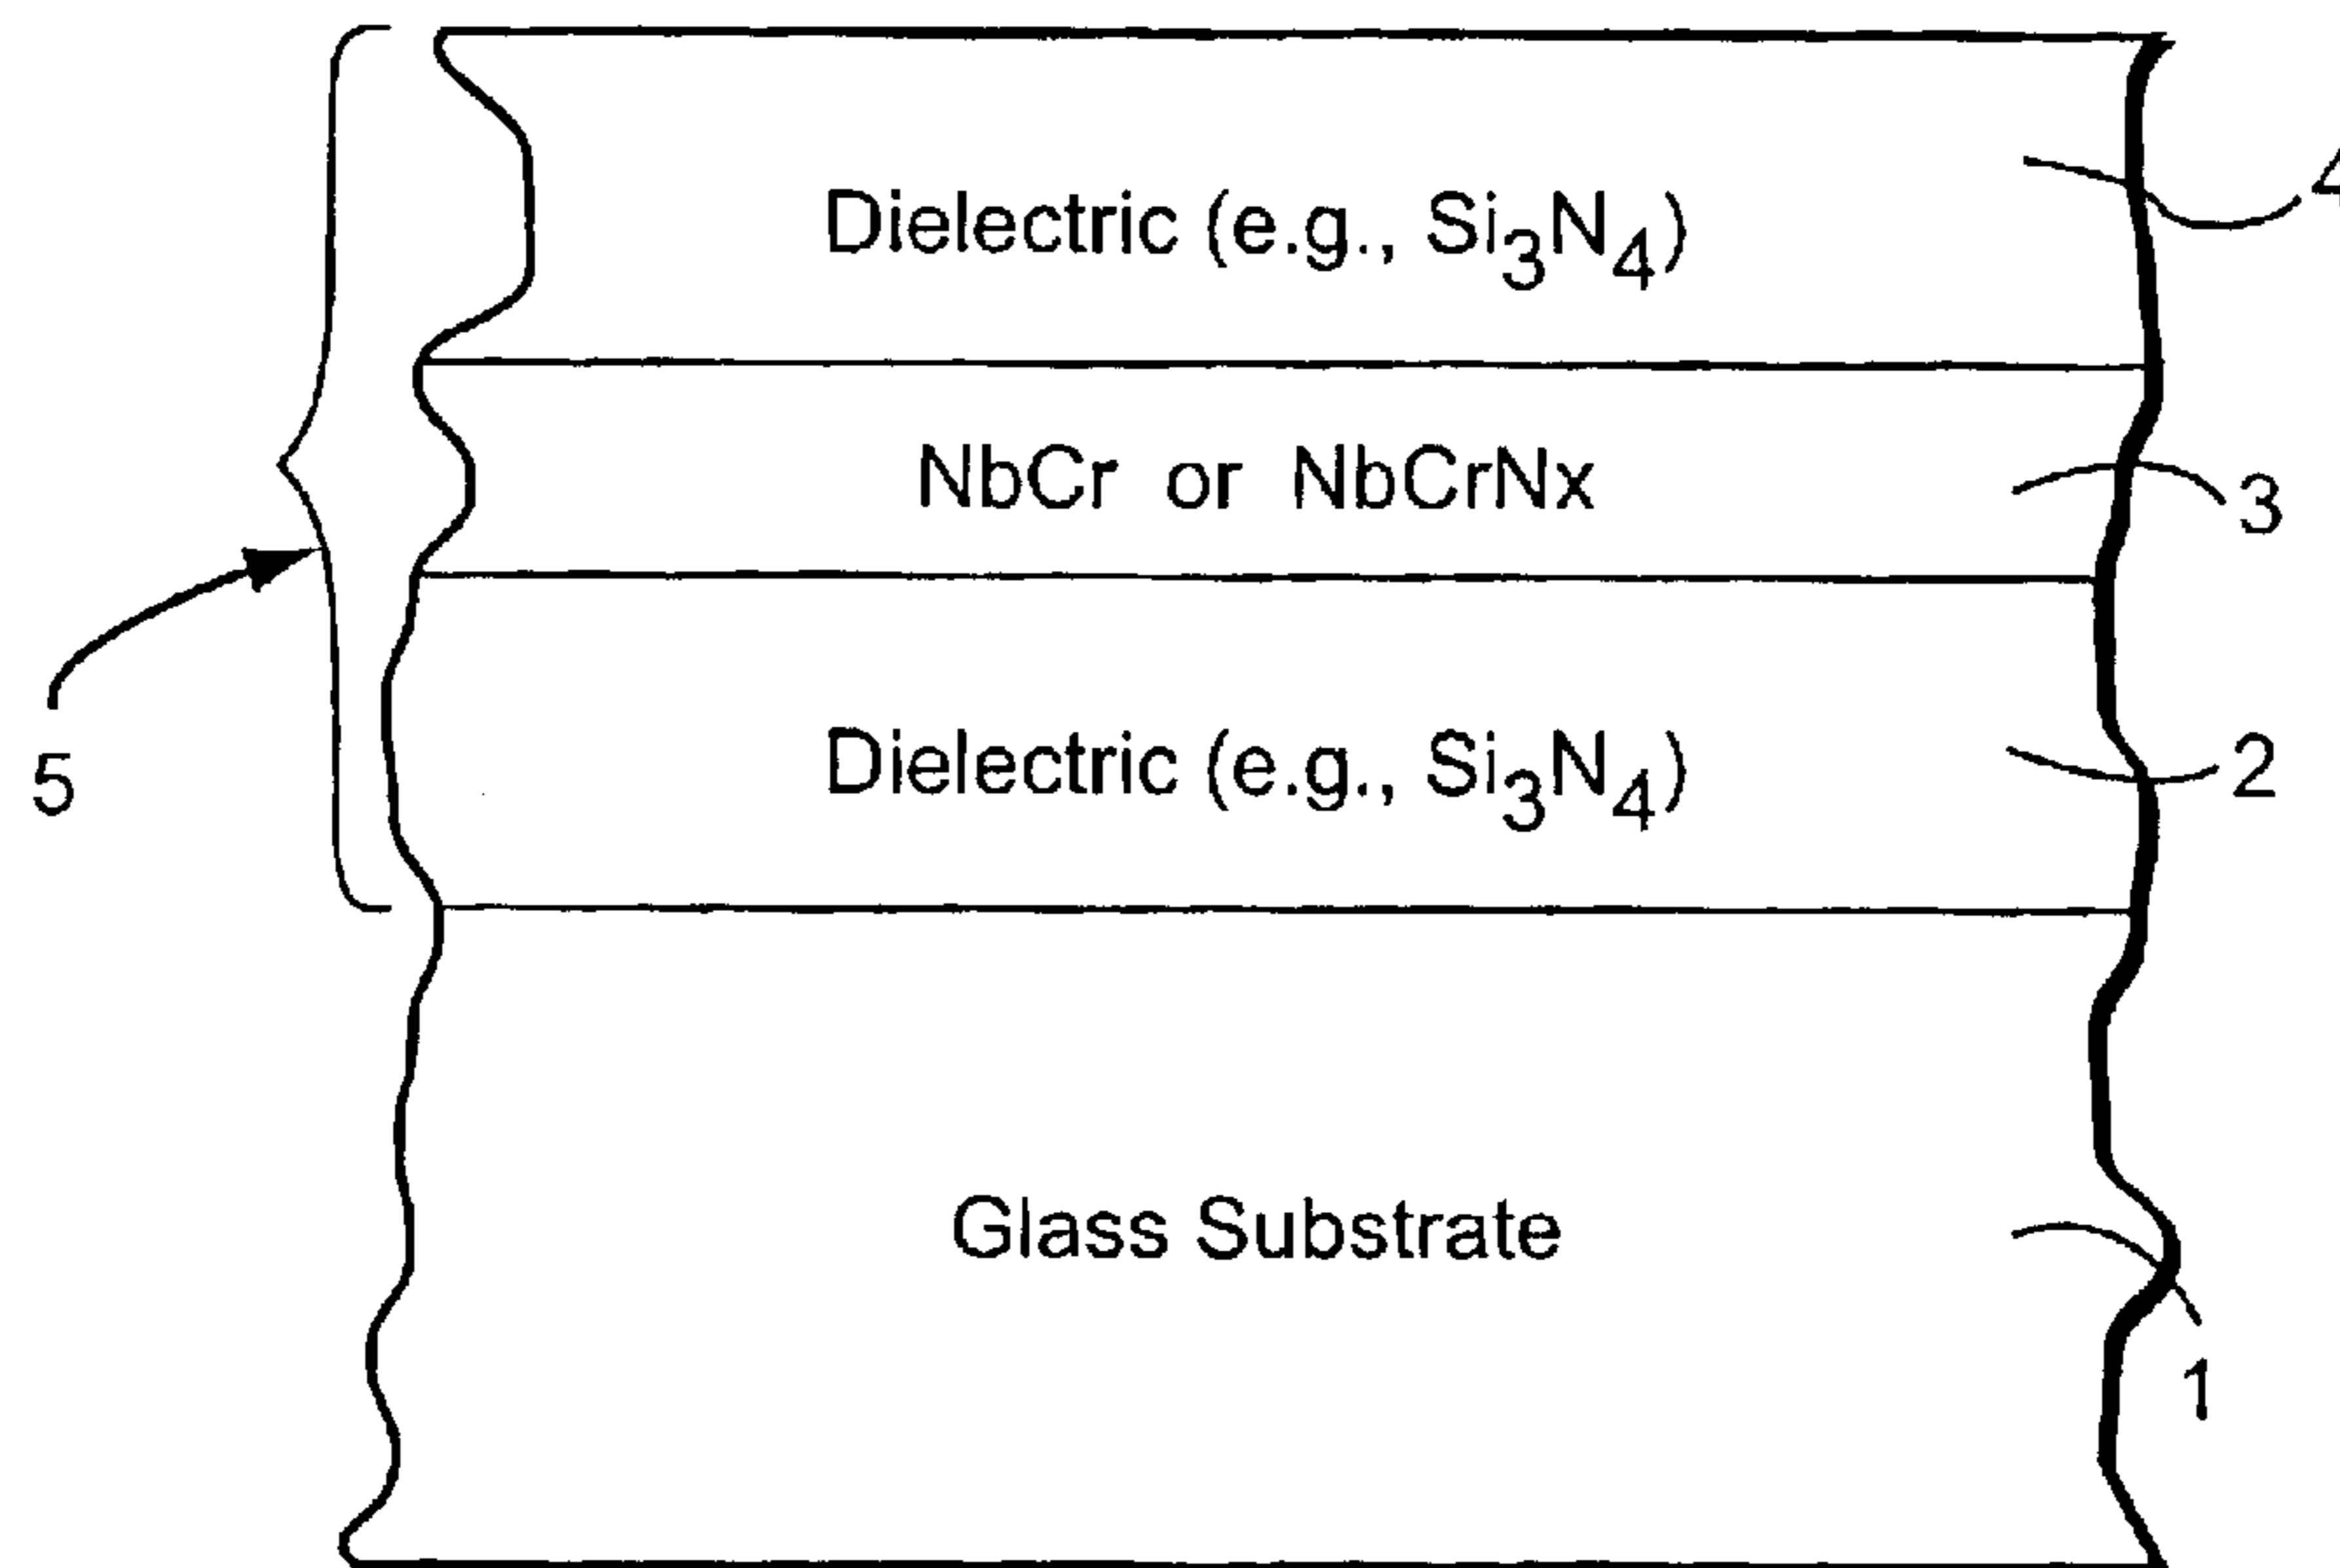 Dielectric (e.g., Si3N4)
4
NbCr or NbCrNx
3
Dielectric (e.g., Si3N4)
2
5
Glass Substrate
1